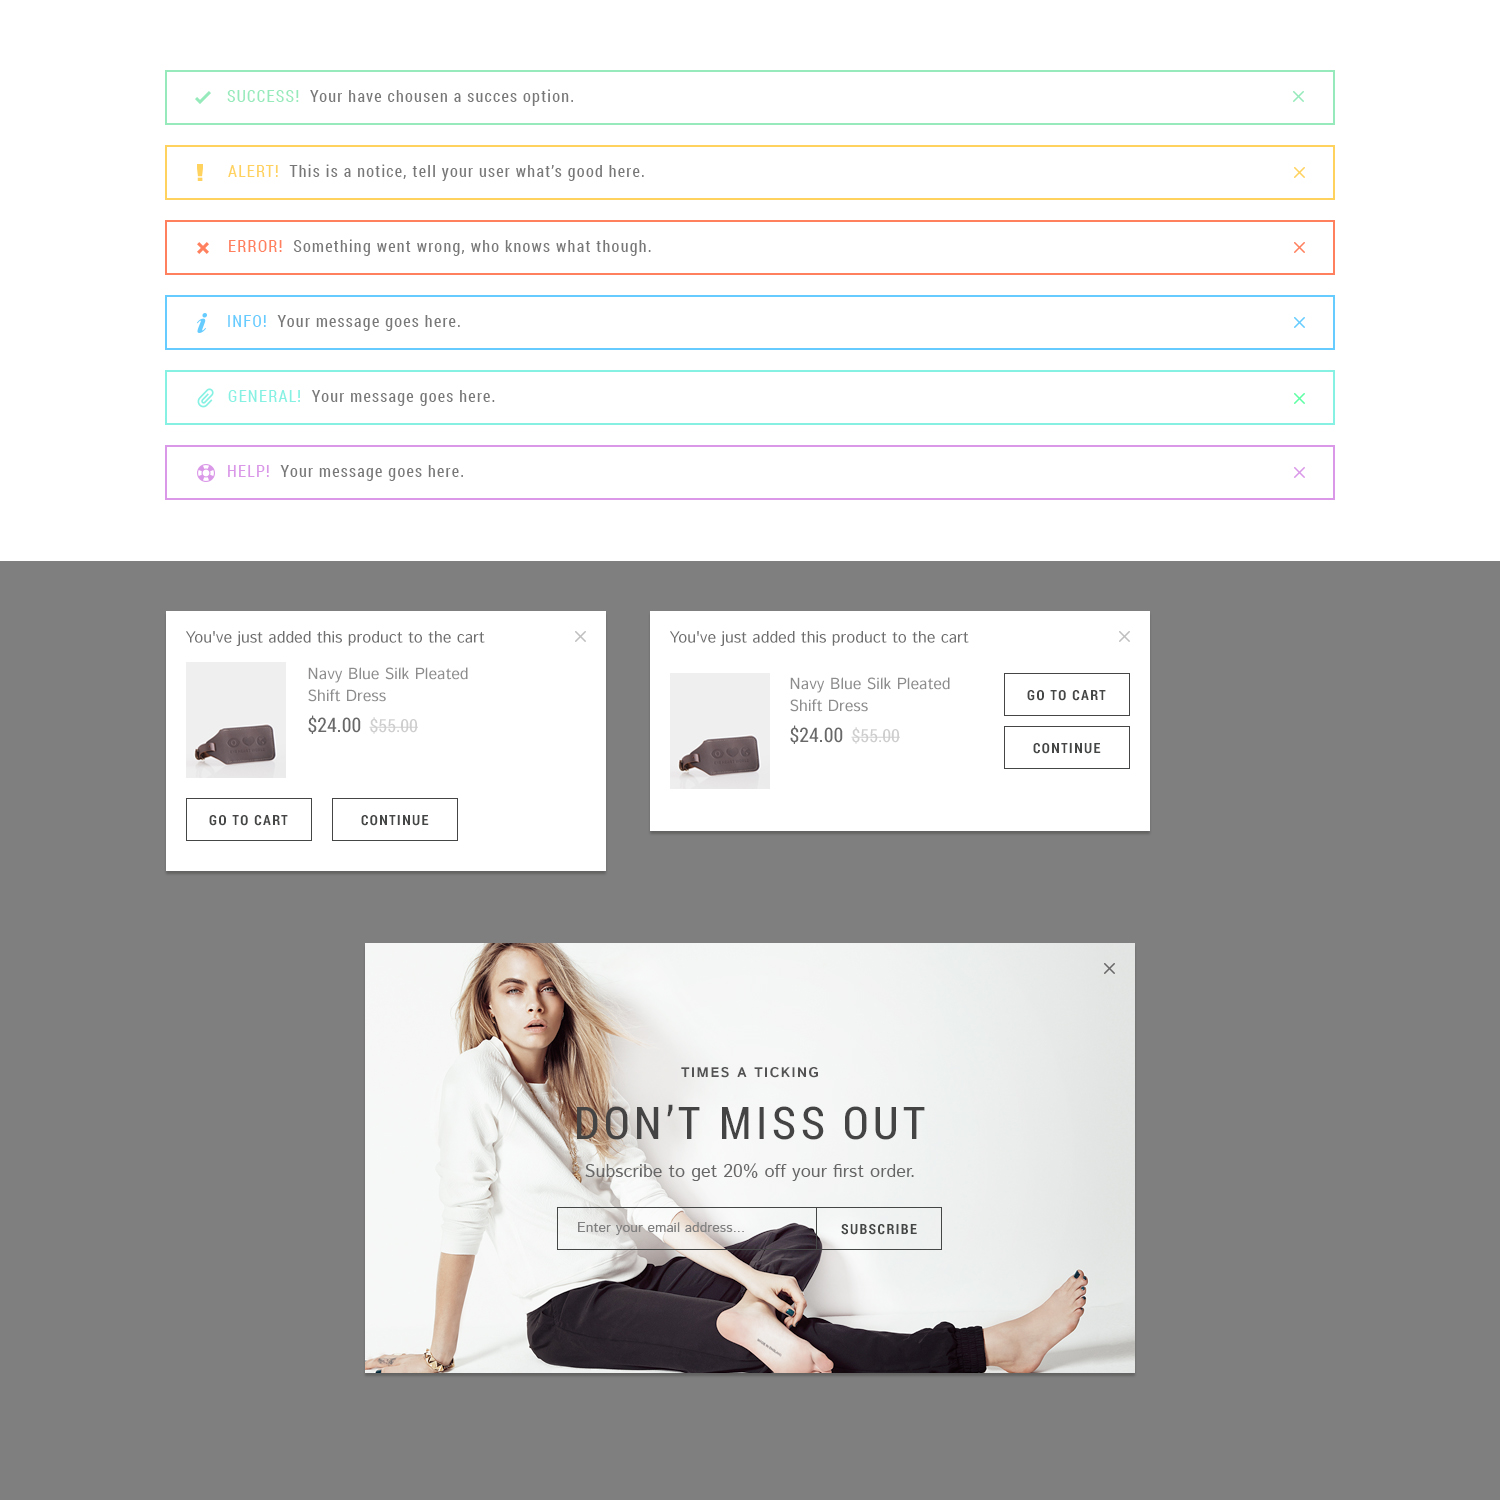 SUCCESS! Your have chousen a succes option.
ALERT! This is a notice, tell your user what’s good here.
ERROR! Something went wrong, who knows what though.
INFO! Your message goes here.
GENERAL! Your message goes here.
HELP! Your message goes here.
You've just added this product to the cart
Navy Blue Silk Pleated
Shift Dress
$24.00 $55.00
GO TO CART CONTINUE
You've just added this product to the cart
Navy Blue Silk Pleated
Shift Dress
$24.00 $55.00
GO TO CART
CONTINUE
TIMES A TICKING
DON’T MISS OUT
Subscribe to get 20% off your first order.
Enter your email address... SUBSCRIBE